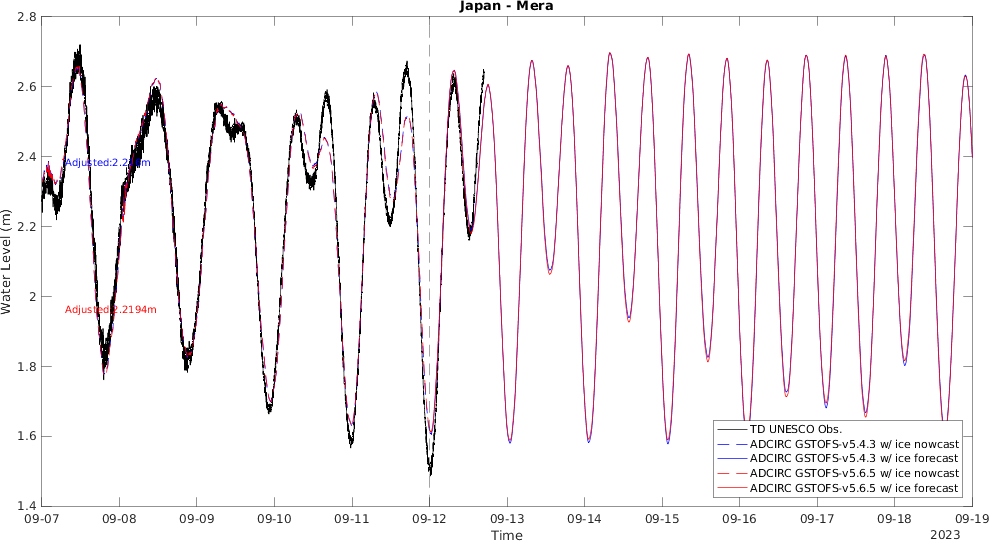 Japan - Mera
2.8
2.6
2.4
2.2
2
1.8
1.6
1.4
Water Level (m)
Adjusted:2.2
Adjusted:2.2194m
TD UNESCO Obs.
ADCIRC GSTOFS-v5.4.3 w/ ice nowcast
ADCIRC GSTOFS-v5.4.3 w/ ice forecast
ADCIRC GSTOFS-v5.6.5 w/ ice nowcast
ADCIRC GSTOFS-v5.6.5 w/ ice forecast
09-07 09-08 09-09 09-10 09-11 09-12 09-13 09-14 09-15 09-16 09-17 09-18 09-19
Time
2023